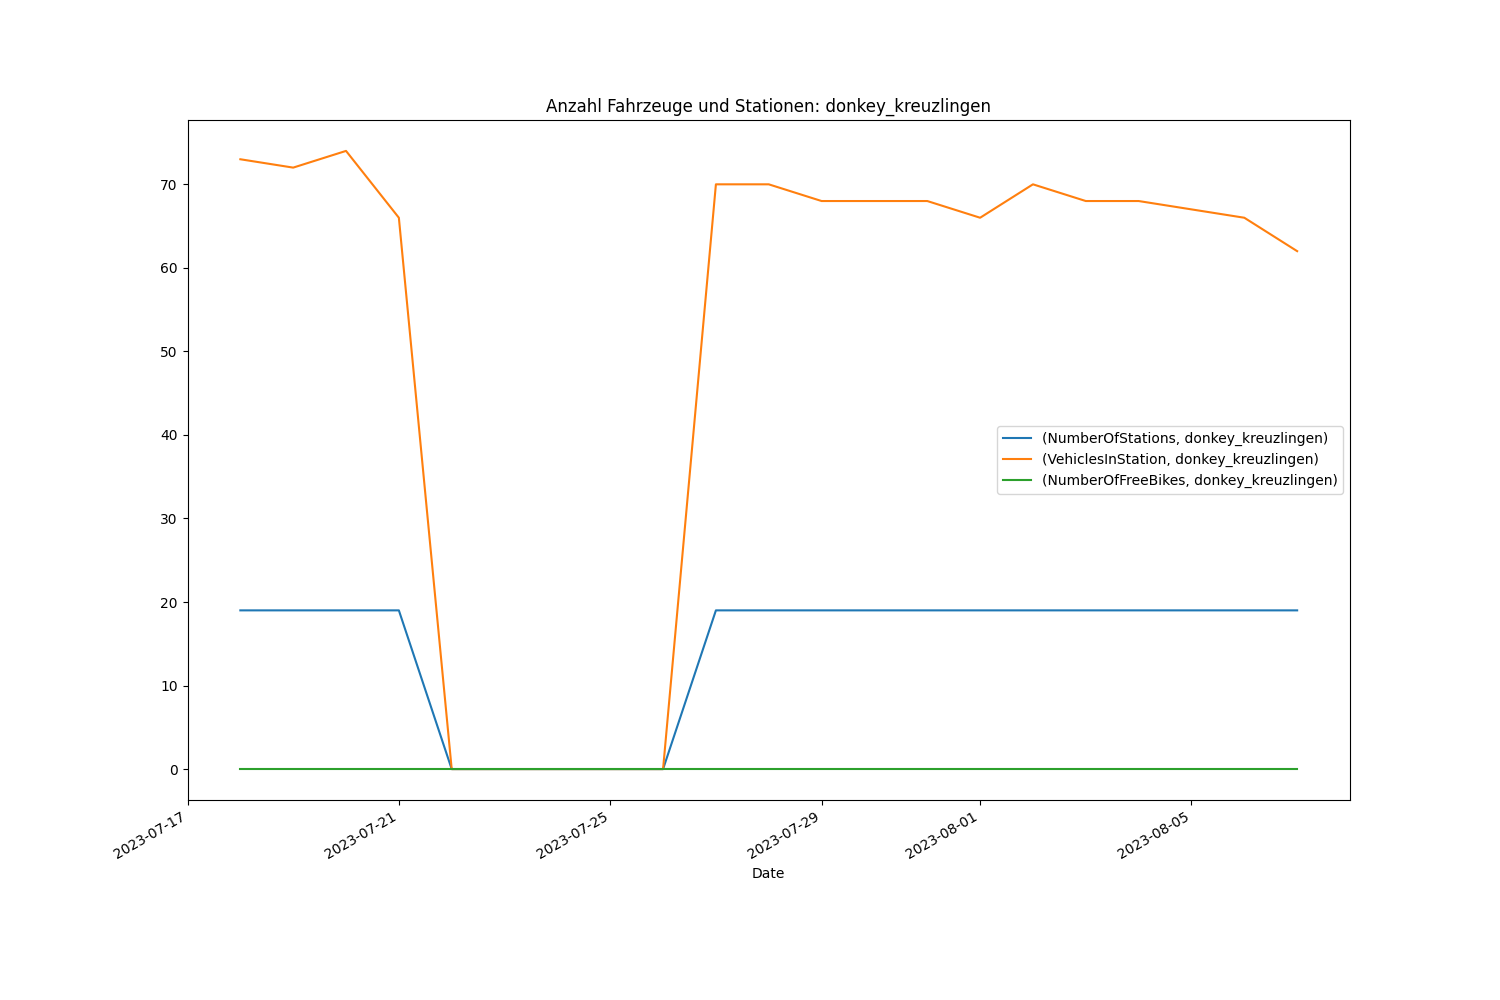 Anzahl Fahrzeuge und Stationen: donkey_kreuzlingen
70
60
50
40
30
20
10
0
(NumberOfStations, donkey_kreuzlingen)
(VehiclesInStation, donkey_kreuzlingen)
(NumberOfFreeBikes, donkey_kreuzlingen)
2023-07-17
2023-07-21
2023-07-25
2023-07-29
2023-08-01
2023-08-05
Date